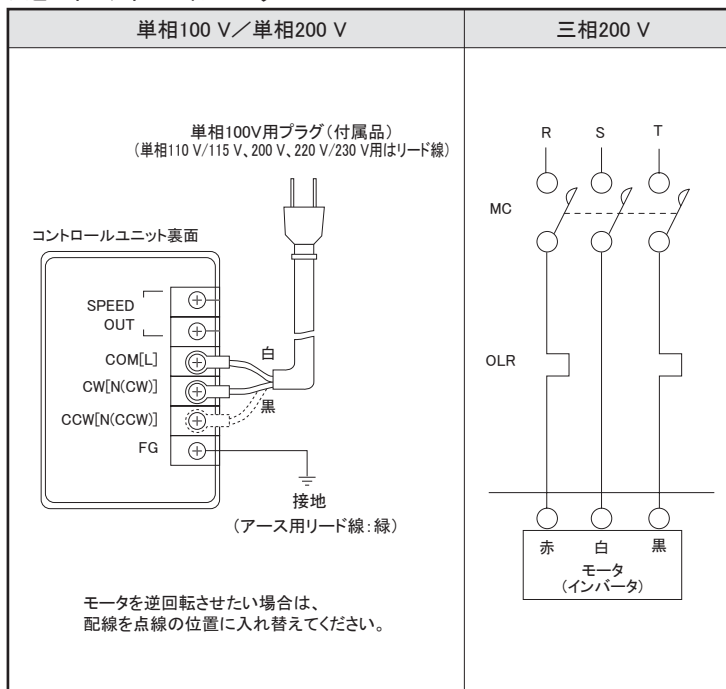 単相100 V／単相200 V
三相200 V
単相100V用プラグ（付属品）
（単相110 V/115 V、200 V、220 V/230 V用はリード線）
コントロールユニット裏面
SPEED
OUT
COM[L]
CW[N(CW)]
CCW[N(CCW)]
FG
白
黒
接地
（アース用リード線：緑）
モータを逆回転させたい場合は、
配線を点線の位置に入れ替えてください。
R S T
MC
OLR
赤 白 黒
モータ
（インバータ）